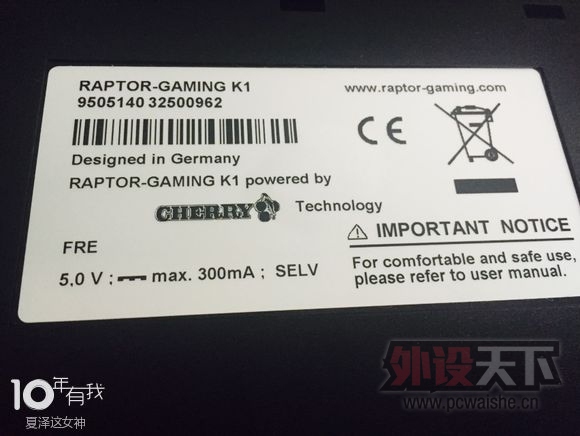 RAPTOR-GAMING K1
9505140 32500962
www.raptor-gaming.com
CE
Designed in Germany
RAPTOR-GAMING K1 powered by
CHERRY Technology
FRE
5,0 V ; max. 300mA ; SELV
IMPORTANT NOTICE
For comfortable and safe use,
please refer to user manual.
外设天下
www.pcwaishe.cn
10年有我
夏泽这女神